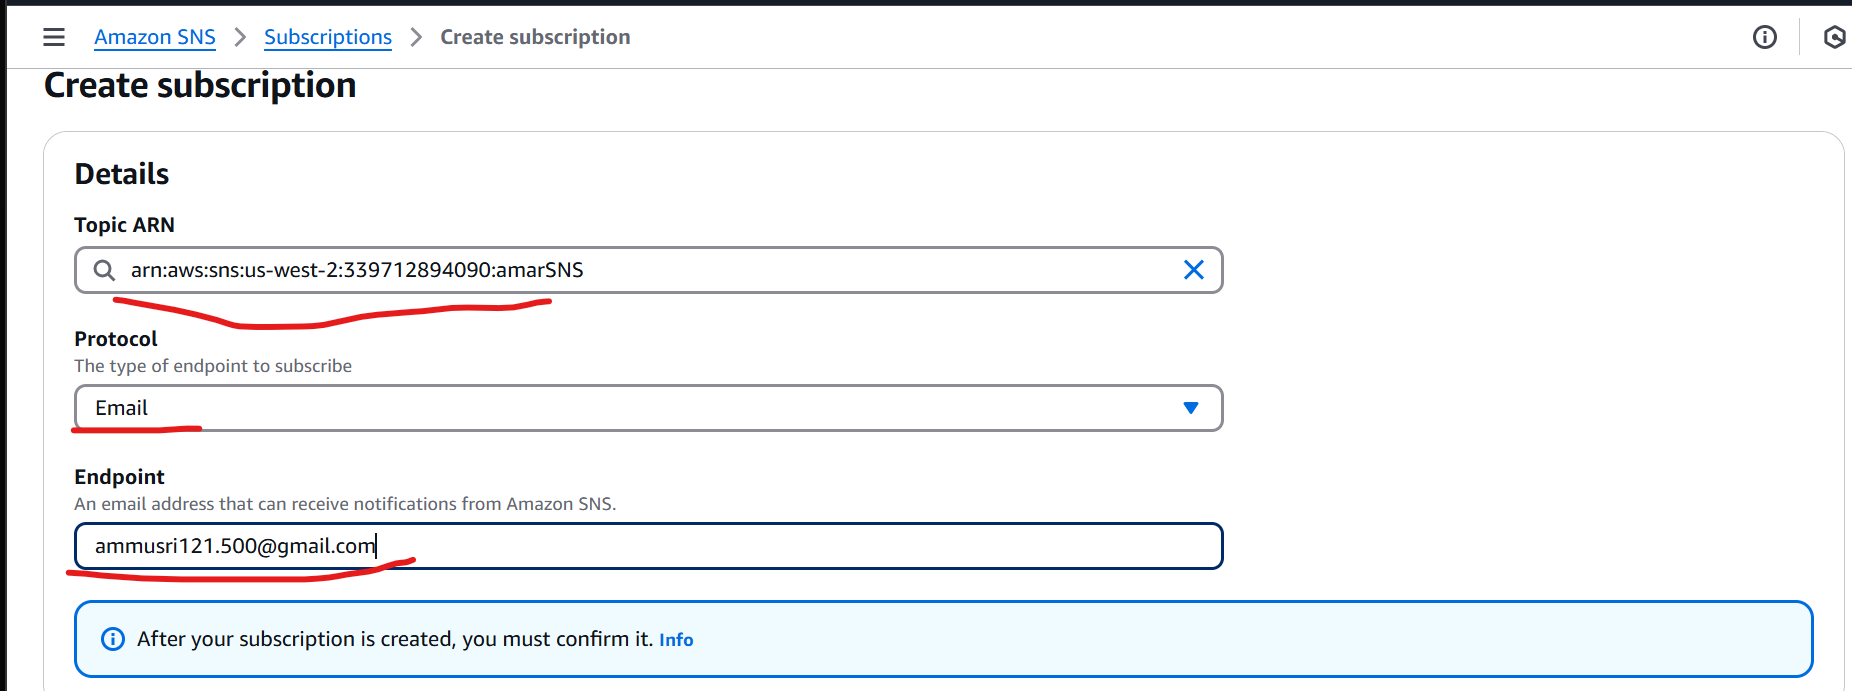 Amazon SNS > Subscriptions > Create subscription
Create subscription
Details
Topic ARN
arn:aws:sns:us-west-2:339712894090:amarSNS
Protocol
The type of endpoint to subscribe
Email
Endpoint
An email address that can receive notifications from Amazon SNS.
ammusri121.500@gmail.com
After your subscription is created, you must confirm it. Info